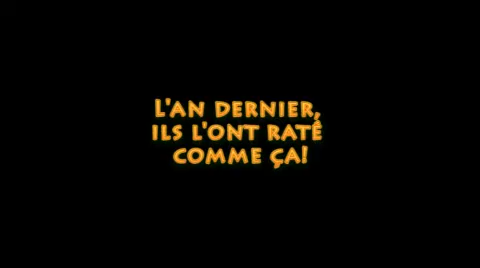 L'AN DERNIER,
ILS L'ONT RATÉ
COMME ÇA!